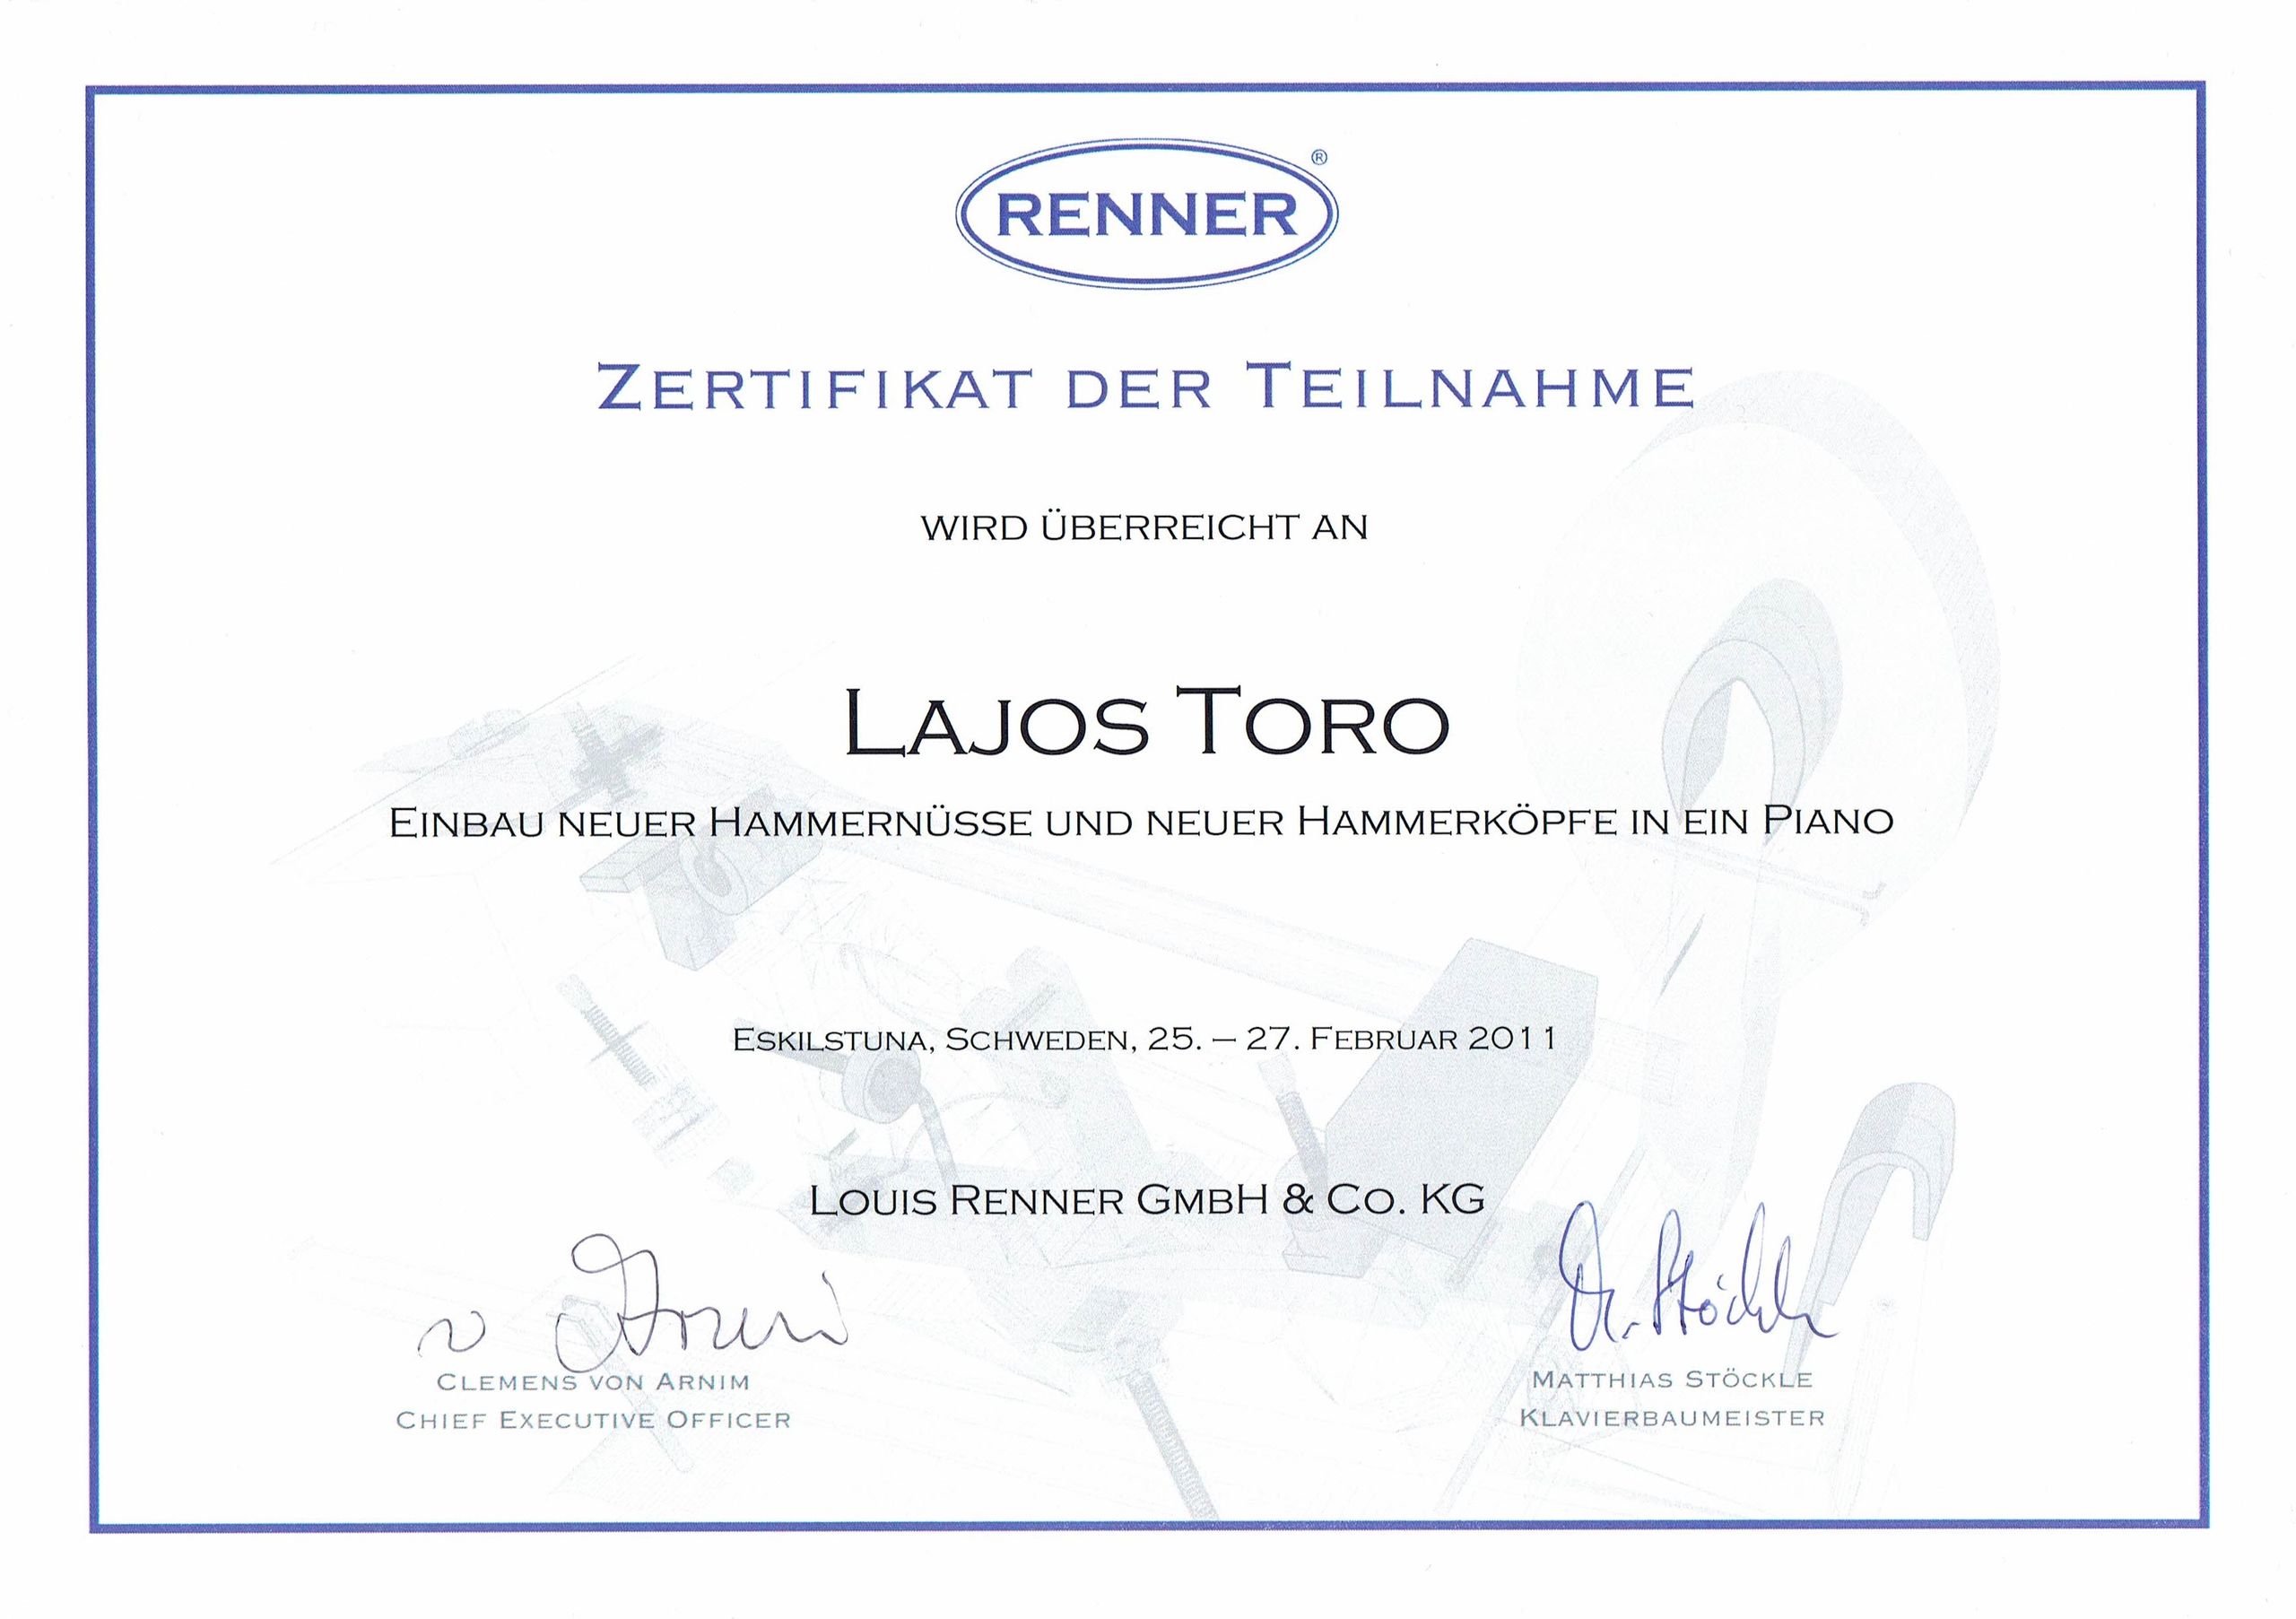 RENNER®
ZERTIFIKAT DER TEILNAHME
WIRD ÜBERREICHT AN
LAJOS TORO
EINBAU NEUER HAMMERNÜSSE UND NEUER HAMMERKÖPFE IN EIN PIANO
ESKILSTUNA, SCHWEDEN, 25. – 27. FEBRUAR 2011
LOUIS RENNER GMBH & CO. KG
v Arnim
M. Stöckle
CLEMENS VON ARNIM
MATTHIAS STÖCKLE
CHIEF EXECUTIVE OFFICER
KLAVIERBAUMEISTER